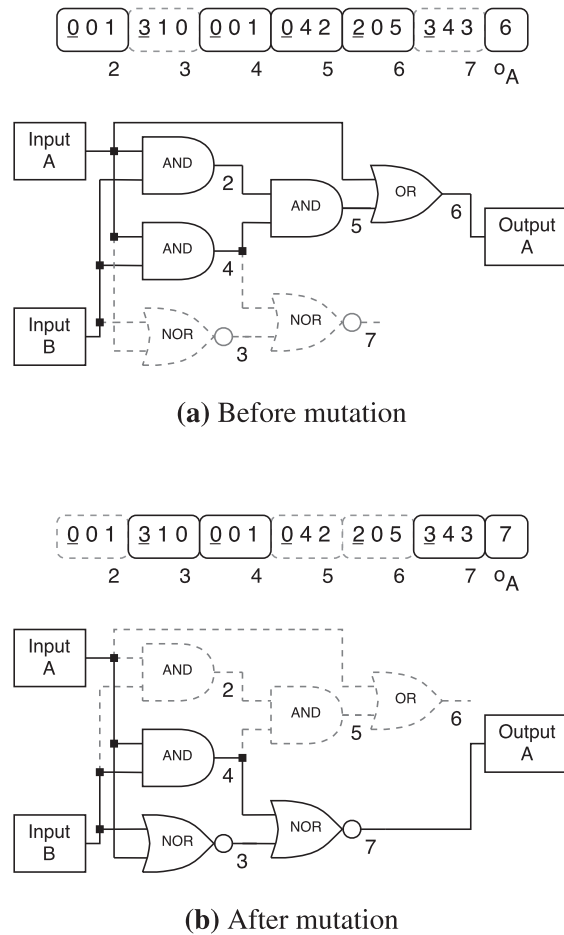 0 0 1 3 1 0 0 0 1 0 4 2 2 0 5 3 4 3 6
2 3 4 5 6 7 oA
Input A
AND
2
AND
OR
5
6
Output A
AND
4
Input B
NOR
3
NOR
7
(a) Before mutation
0 0 1 3 1 0 0 0 1 0 4 2 2 0 5 3 4 3 7
2 3 4 5 6 7 oA
Input A
AND
2
AND
OR
5
6
Output A
AND
4
Input B
NOR
3
NOR
7
(b) After mutation